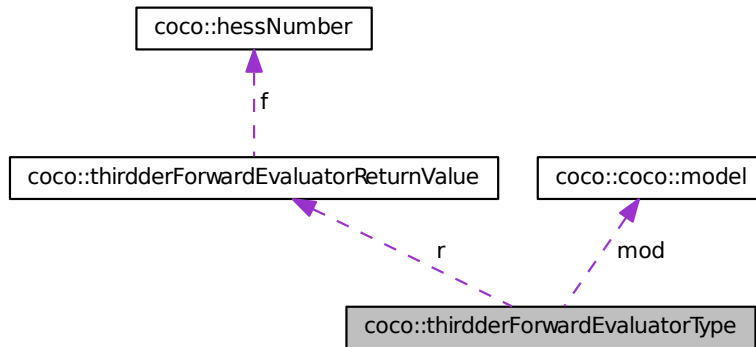 coco::hessNumber
f
coco::thirdderForwardEvaluatorReturnValue
coco::coco::model
r
mod
coco::thirdderForwardEvaluatorType